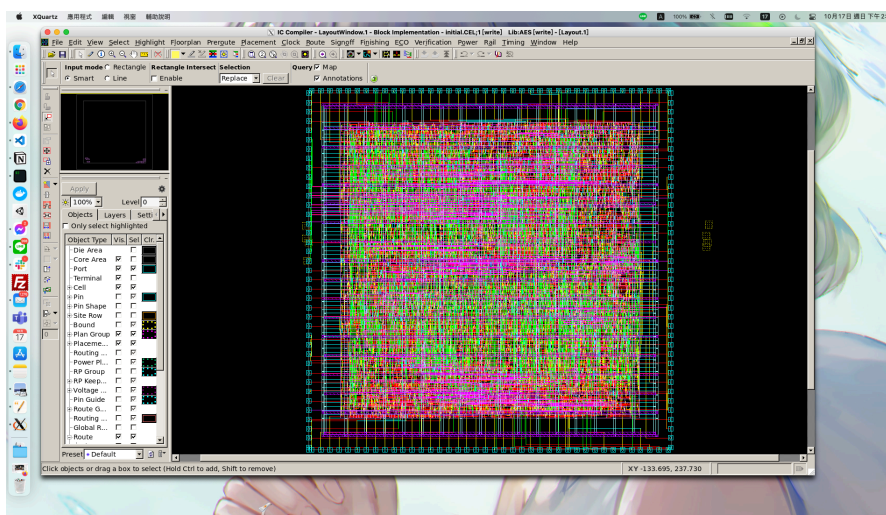 XQuartz 應用程式 編輯 視窗 輔助說明
100%
10月17日 週日 下午2
IC Compiler - LayoutWindow.1 - Block Implementation - initial.CEL;1 [write] Lib:AES [write] - [Layout.1]
File Edit View Select Highlight Floorplan Preroute Placement Clock Route Signoff Finishing ECO Verification Power Rail Timing Window Help
Input mode Rectangle Rectangle Intersect Selection Query Map
Smart Line Enable Replace Clear Annotations
Apply
100% Level 0
Objects Layers Setti
Only select highlighted
Object Type Vis. Sel Clr.
Die Area
Core Area
Port
Terminal
Cell
Pin
Pin Shape
Site Row
Bound
Plan Group
Placeme...
Routing ...
Power Pl...
RP Group
RP Keep...
Voltage ...
Pin Guide
Route G...
Routing ...
Global R...
Route
Preset Default
Click objects or drag a box to select (Hold Ctrl to add, Shift to remove) XY -133.695, 237.730
17